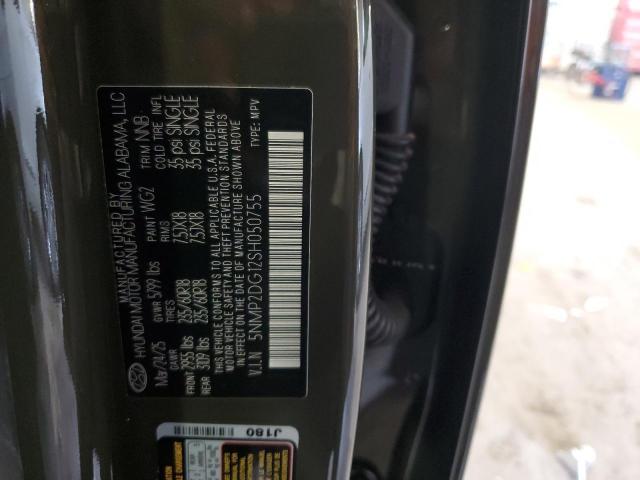 MANUFACTURED BY
HYUNDAI MOTOR MANUFACTURING ALABAMA, LLC
Mar/24/25 GVWR 5799 lbs PAINT WG2 TRIM NNB
GAWR TIRES RIMS COLD TIRE INFL
FRONT 2955 lbs 235/60R18 7.5JX18 35 psi SINGLE
REAR 3109 lbs 235/60R18 7.5JX18 35 psi SINGLE
THIS VEHICLE CONFORMS TO ALL APPLICABLE U.S.A. FEDERAL
MOTOR VEHICLE SAFETY AND THEFT PREVENTION STANDARDS
IN EFFECT ON THE DATE OF MANUFACTURE SHOWN ABOVE
V.I.N 5NMP2DG12SH050755 TYPE: MPV
J180